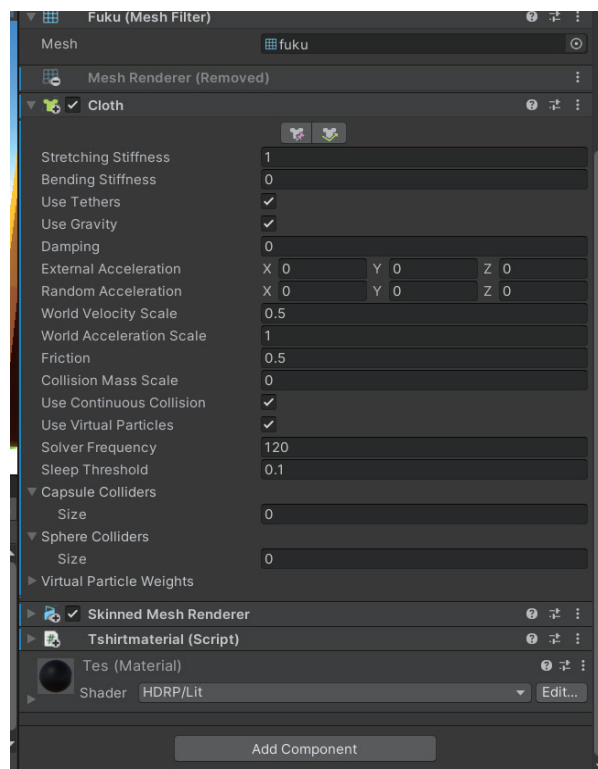 Fuku (Mesh Filter)
Mesh fuku
Mesh Renderer (Removed)
Cloth
Stretching Stiffness 1
Bending Stiffness 0
Use Tethers
Use Gravity
Damping 0
External Acceleration X 0 Y 0 Z 0
Random Acceleration X 0 Y 0 Z 0
World Velocity Scale 0.5
World Acceleration Scale 1
Friction 0.5
Collision Mass Scale 0
Use Continuous Collision
Use Virtual Particles
Solver Frequency 120
Sleep Threshold 0.1
Capsule Colliders
Size 0
Sphere Colliders
Size 0
Virtual Particle Weights
Skinned Mesh Renderer
Tshirtmaterial (Script)
Tes (Material)
Shader HDRP/Lit Edit...
Add Component